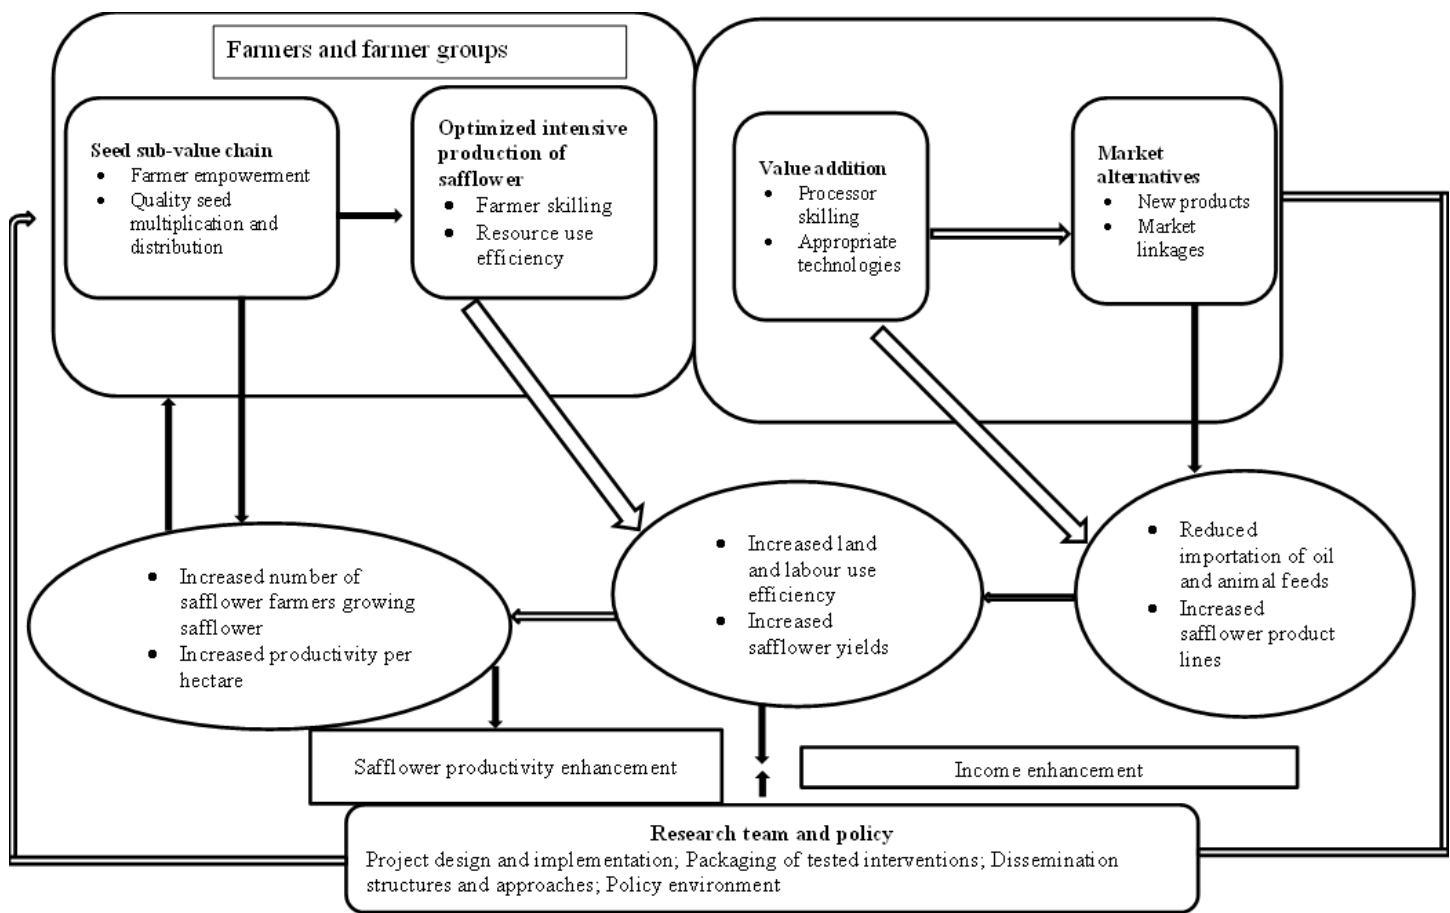 Farmers and farmer groups
Seed sub-value chain
• Farmer empowerment
• Quality seed
multiplication and
distribution
Optimized intensive
production of
safflower
• Farmer skilling
• Resource use
efficiency
Value addition
• Processor
skilling
• Appropriate
technologies
Market
alternatives
• New products
• Market
linkages
• Increased number of
safflower farmers growing
safflower
• Increased productivity per
hectare
• Increased land
and labour use
efficiency
• Increased
safflower yields
• Reduced
importation of oil
and animal feeds
• Increased
safflower product
lines
Safflower productivity enhancement
Income enhancement
Research team and policy
Project design and implementation; Packaging of tested interventions; Dissemination
structures and approaches; Policy environment